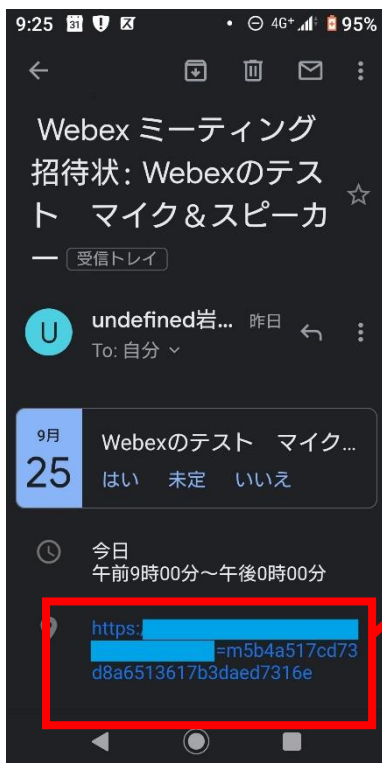 9:25 31 4G+ 95%
Webex ミーティング
招待状: Webexのテス
ト　マイク＆スピーカ
ー 受信トレイ
U undefined岩... 昨日
To: 自分
9月
25
Webexのテスト　マイク...
はい 未定 いいえ
今日
午前9時00分～午後0時00分
https:/
=m5b4a517cd73
d8a6513617b3daed7316e